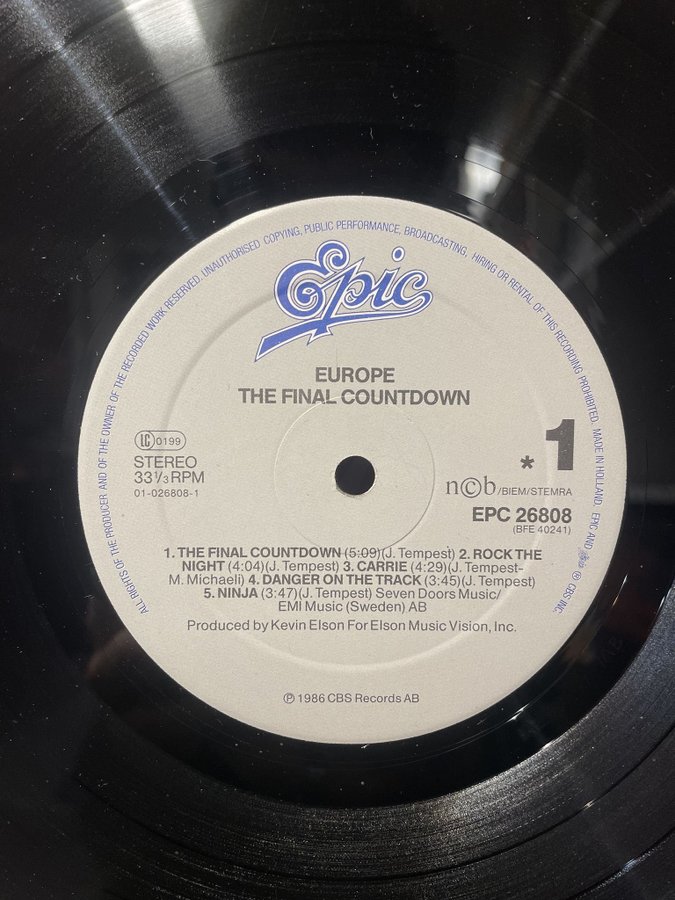 ALL RIGHTS OF THE PRODUCER AND OF THE OWNER OF THE RECORDED WORK RESERVED. UNAUTHORISED COPYING, PUBLIC PERFORMANCE, BROADCASTING, HIRING OR RENTAL OF THIS RECORDING PROHIBITED. MADE IN HOLLAND. EPIC AND Epic ® CBS INC.
Epic
EUROPE
THE FINAL COUNTDOWN
LC 0199
STEREO
33⅓ RPM
01-026808-1
* 1
n©b/BIEM/STEMRA
EPC 26808
(BFE 40241)
1. THE FINAL COUNTDOWN (5:09)(J. Tempest) 2. ROCK THE
NIGHT (4:04)(J. Tempest) 3. CARRIE (4:29)(J. Tempest-
M. Michaeli) 4. DANGER ON THE TRACK (3:45)(J. Tempest)
5. NINJA (3:47)(J. Tempest) Seven Doors Music/
EMI Music (Sweden) AB
Produced by Kevin Elson For Elson Music Vision, Inc.
℗ 1986 CBS Records AB